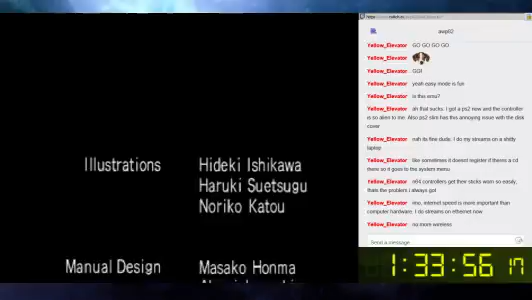 awp82
Yellow_Elevator GO GO GO GO
Yellow_Elevator
Yellow_Elevator GG!
Yellow_Elevator yeah easy mode is fun
Yellow_Elevator is this emu?
Yellow_Elevator ah that sucks. I got a ps2 now and the controller
is so alien to me. Also ps2 slim has this annoying issue with the disk
cover
Yellow_Elevator nah its fine dude. I do my streams on a shitty
laptop
Yellow_Elevator like sometimes it doesnt register if theres a cd
there so it goes to the system menu
Yellow_Elevator n64 controllers get their sticks worn so easily,
thats the problem i always got
Yellow_Elevator imo, internet speed is more important than
computer hardware. I do streams on ethernet now
Yellow_Elevator no more wireless
Send a message
Illustrations Hideki Ishikawa
Haruki Suetsugu
Noriko Katou
Manual Design Masako Honma
1:33:56 17